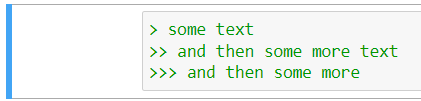 > some text
>> and then some more text
>>> and then some more